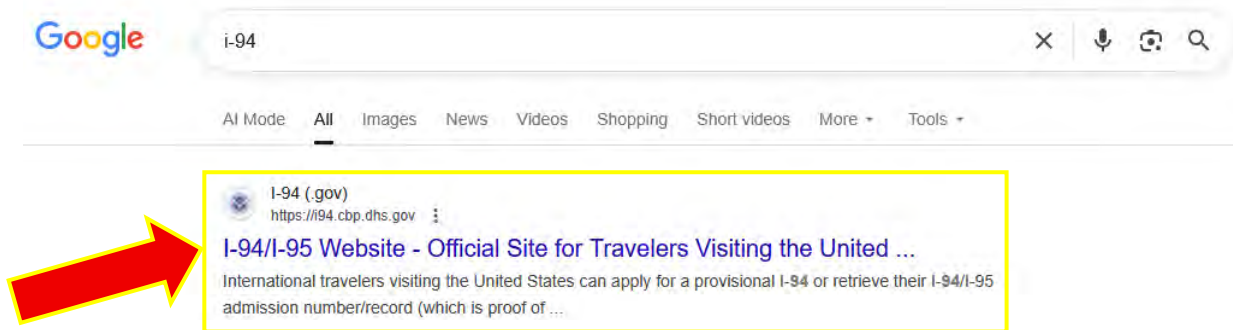 Google
i-94
AI Mode All Images News Videos Shopping Short videos More Tools
I-94 (.gov)
https://i94.cbp.dhs.gov
I-94/I-95 Website - Official Site for Travelers Visiting the United ...
International travelers visiting the United States can apply for a provisional I-94 or retrieve their I-94/I-95
admission number/record (which is proof of ...